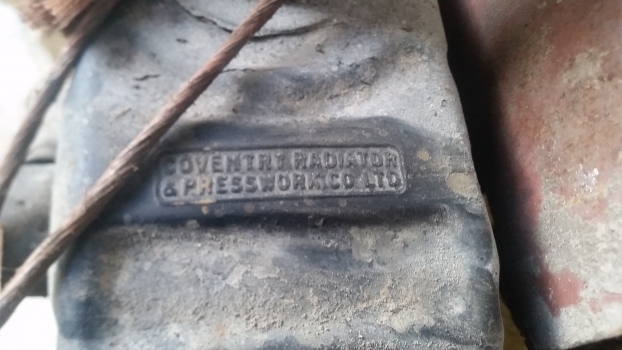 COVENTRY RADIATOR
& PRESSWORK.CO LTD